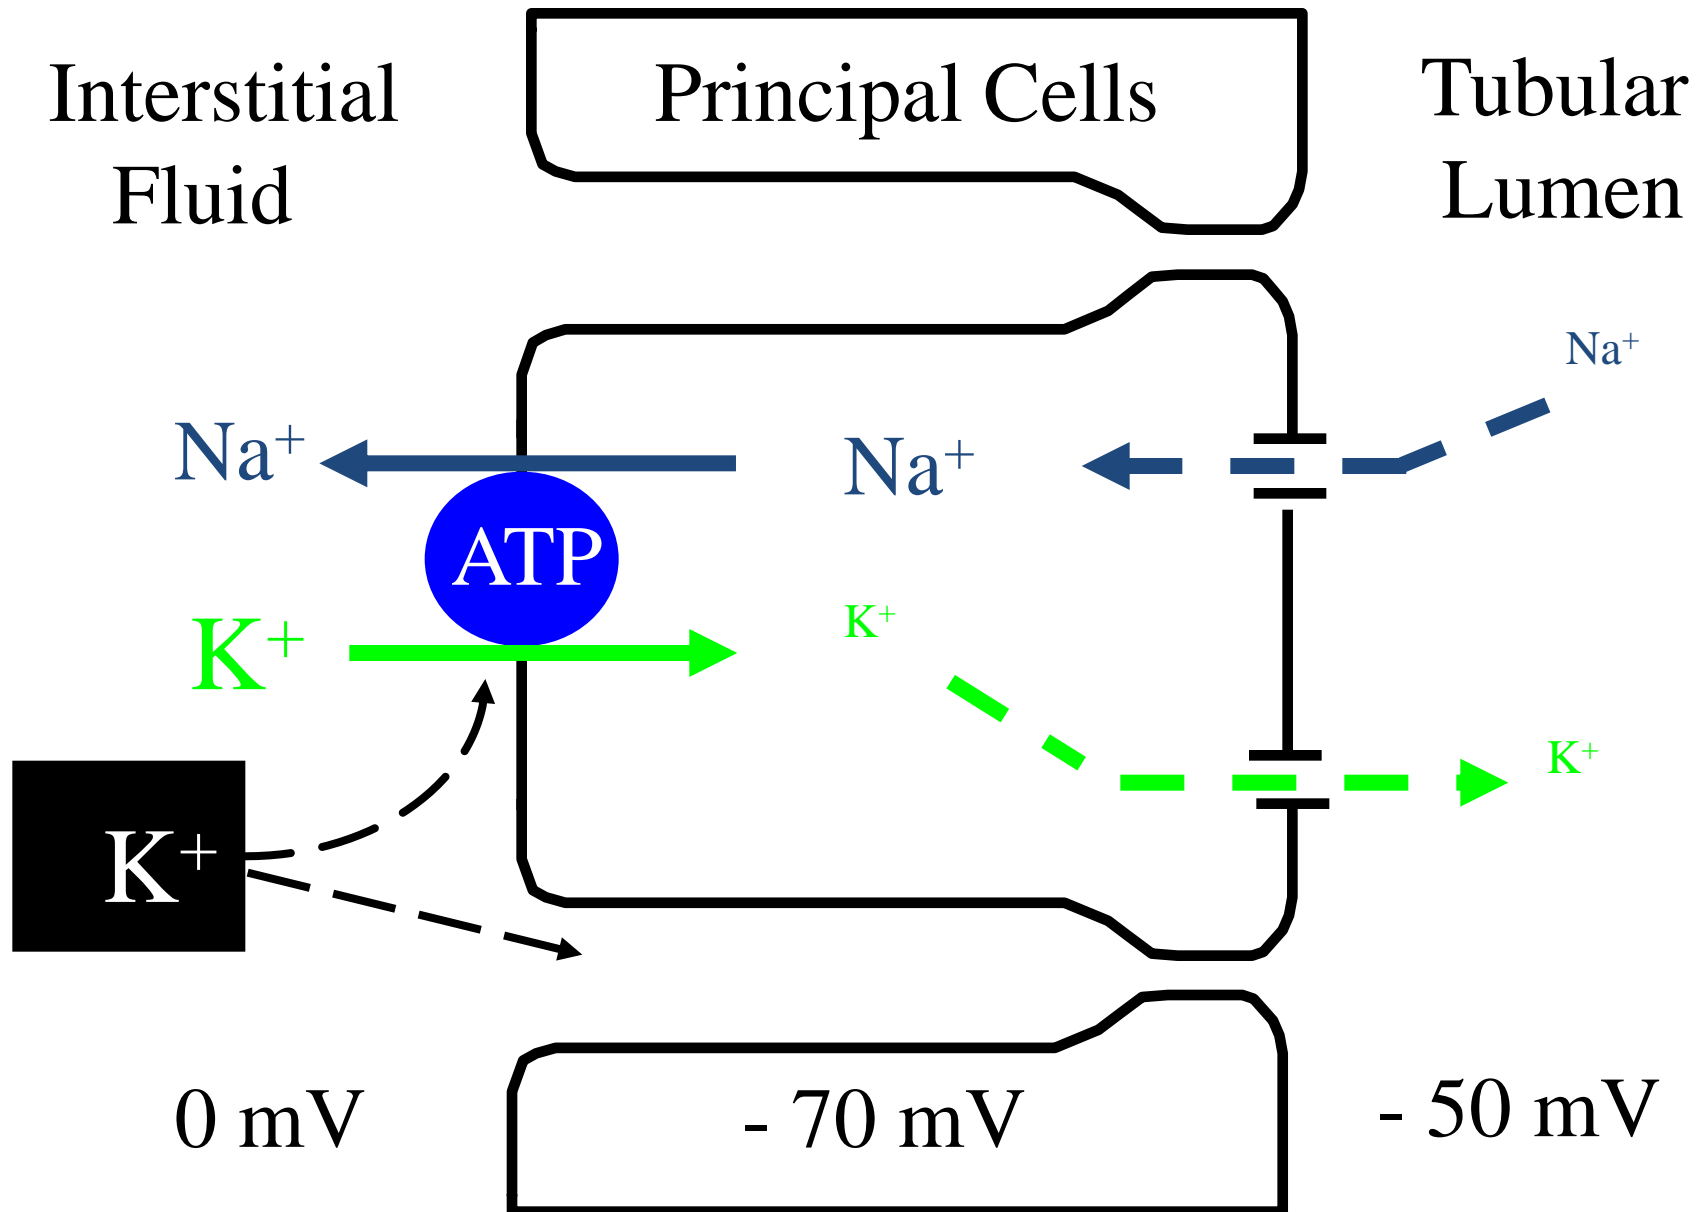 Interstitial
Fluid
Principal Cells
Tubular
Lumen
Na⁺
Na⁺
Na⁺
ATP
K⁺
K⁺
K⁺
K⁺
0 mV
- 70 mV
- 50 mV